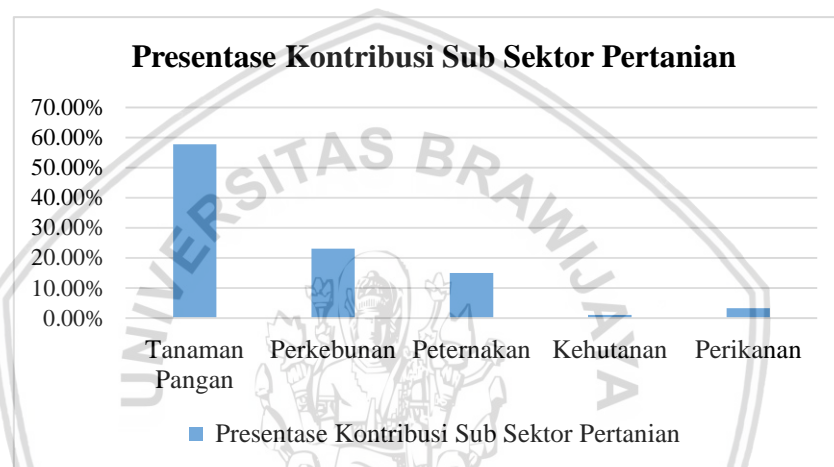 Presentase Kontribusi Sub Sektor Pertanian
70.00%
60.00%
50.00%
40.00%
30.00%
20.00%
10.00%
0.00%
Tanaman Pangan
Perkebunan
Peternakan
Kehutanan
Perikanan
Presentase Kontribusi Sub Sektor Pertanian
UNIVERSITAS BRAWIJAYA